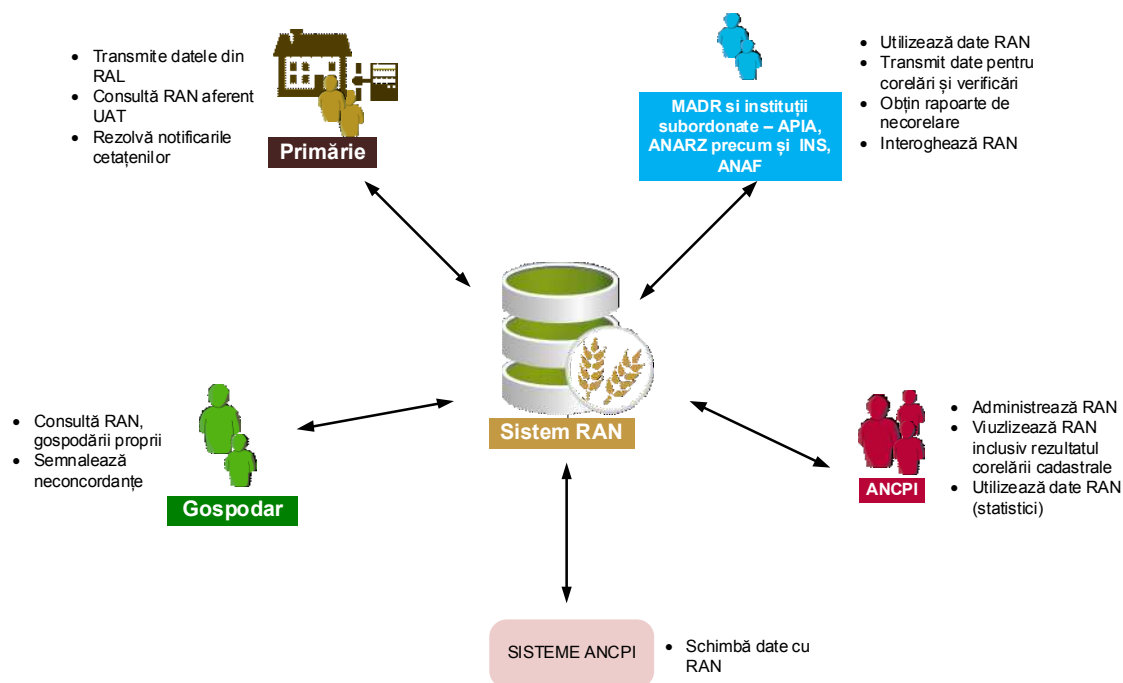 • Transmite datele din
RAL
• Consultă RAN aferent
UAT
• Rezolvă notificarile
cetațenilor
Primărie
MADR si instituții
subordonate – APIA,
ANARZ precum și INS,
ANAF
• Utilizează date RAN
• Transmit date pentru
corelări și verificări
• Obțin rapoarte de
necorelare
• Interoghează RAN
Sistem RAN
• Consultă RAN,
gospodării proprii
• Semnalează
neconcordanțe
Gospodar
ANCPI
• Administrează RAN
• Viuzlizează RAN
inclusiv rezultatul
corelării cadastrale
• Utilizează date RAN
(statistici)
SISTEME ANCPI
• Schimbă date cu
RAN